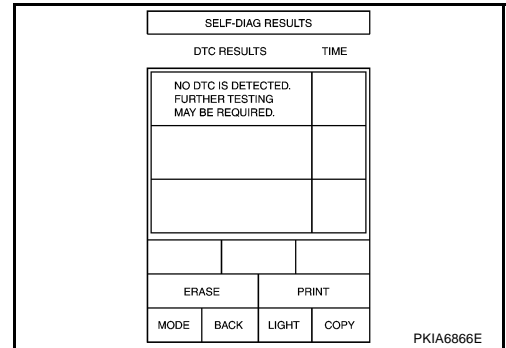 SELF-DIAG RESULTS
DTC RESULTS TIME
NO DTC IS DETECTED.
FURTHER TESTING
MAY BE REQUIRED.
ERASE PRINT
MODE BACK LIGHT COPY
PKIA6866E